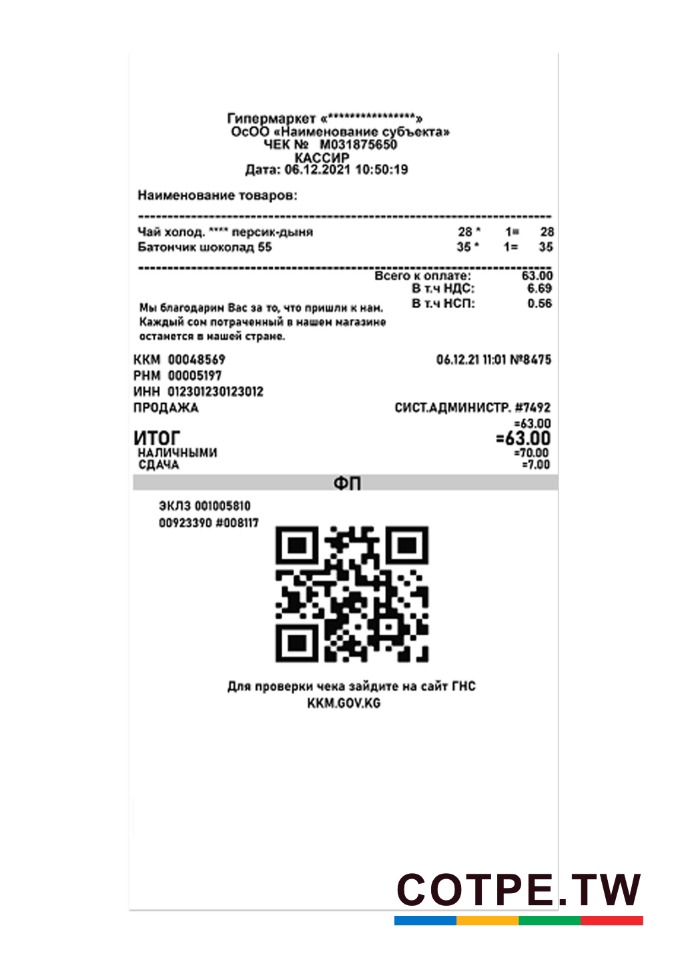 Гипермаркет «****************»
ОсОО «Наименование субъекта»
ЧЕК № М031875650
КАССИР
Дата: 06.12.2021 10:50:19
Наименование товаров:
Чай холод. **** персик-дыня 28 * 1= 28
Батончик шоколад 55 35 * 1= 35
Всего к оплате: 63.00
В т.ч НДС: 6.69
В т.ч НСП: 0.56
Мы благодарим Вас за то, что пришли к нам.
Каждый сом потраченный в нашем магазине
останется в нашей стране.
ККМ 00048569 06.12.21 11:01 №8475
РНМ 00005197
ИНН 012301230123012
ПРОДАЖА СИСТ.АДМИНИСТР. #7492
=63.00
ИТОГ =63.00
НАЛИЧНЫМИ =70.00
СДАЧА =7.00
ФП
ЭКЛЗ 001005810
00923390 #008117
Для проверки чека зайдите на сайт ГНС
KKM.GOV.KG
COTPE.TW